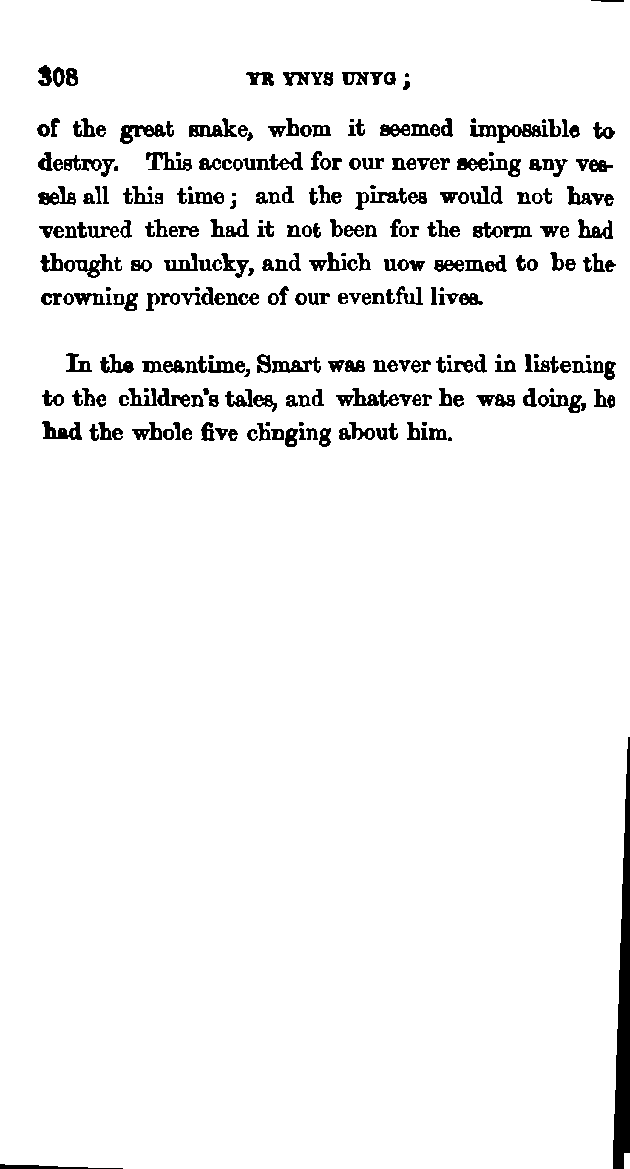 308 YR YNYS UNYG ;
of the great snake, whom it seemed impossible to
destroy. This accounted for our never seeing any ves-
sels all this time; and the pirates would not have
ventured there had it not been for the storm we had
thought so unlucky, and which now seemed to be the
crowning providence of our eventful lives.
In the meantime, Smart was never tired in listening
to the children's tales, and whatever he was doing, he
had the whole five clinging about him.